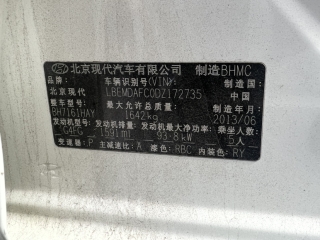 北京现代汽车有限公司 制造BHMC
品牌: 车辆识别号(VIN): 制造国:
北京现代 LBEMDAFC0DZ172735 中国
整车型号: 最大允许总质量: 制造年月:
BH7161HAY 1642kg 2013/06
发动机型号: 发动机排量: 发动机最大净功率: 乘坐人数:
G4FG 1591ml 93.8kW 5人
变速器: P 主减速比: A 漆色: RBC 内装色: RY